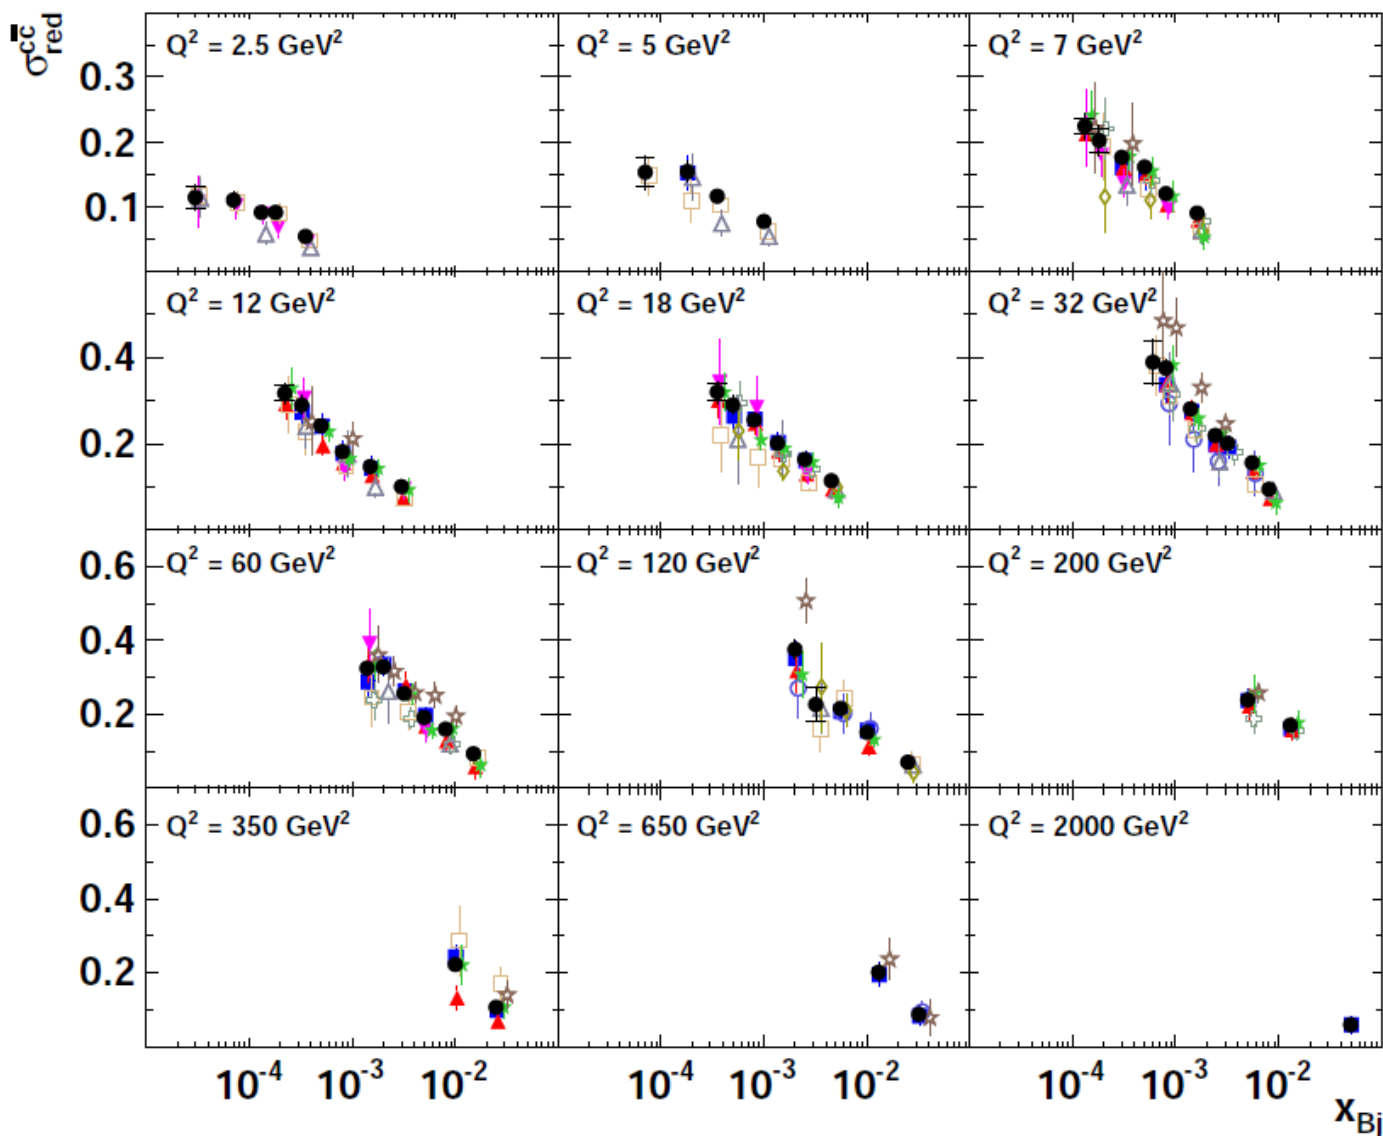 σ_red^cc̄
Q² = 2.5 GeV²
Q² = 5 GeV²
Q² = 7 GeV²
0.3
0.2
0.1
Q² = 12 GeV²
Q² = 18 GeV²
Q² = 32 GeV²
0.4
0.2
Q² = 60 GeV²
Q² = 120 GeV²
Q² = 200 GeV²
0.6
0.4
0.2
Q² = 350 GeV²
Q² = 650 GeV²
Q² = 2000 GeV²
0.6
0.4
0.2
10⁻⁴ 10⁻³ 10⁻² 10⁻⁴ 10⁻³ 10⁻² 10⁻⁴ 10⁻³ 10⁻²
x_Bj